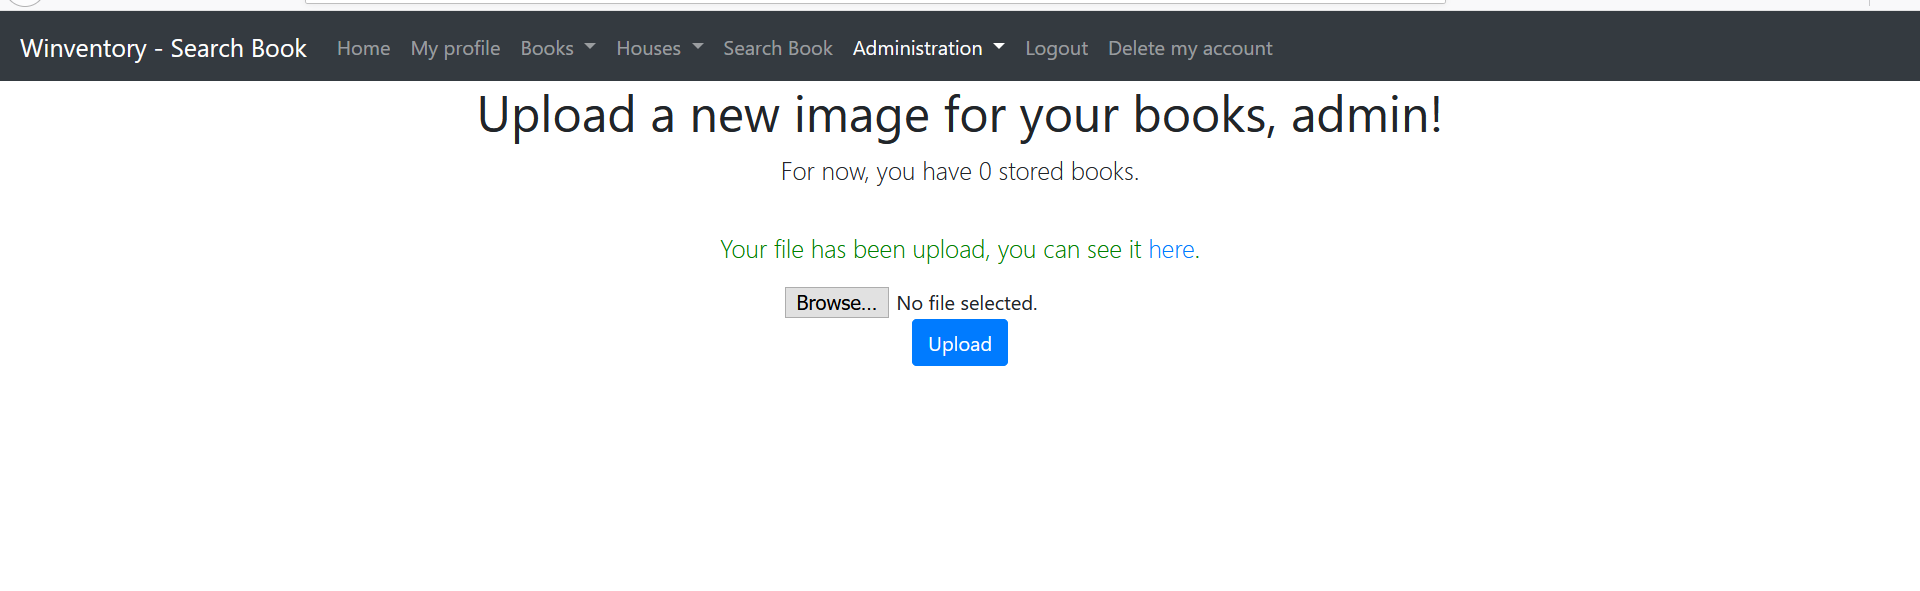 Winventory - Search Book Home My profile Books Houses Search Book Administration Logout Delete my account
Upload a new image for your books, admin!
For now, you have 0 stored books.
Your file has been upload, you can see it here.
Browse... No file selected.
Upload